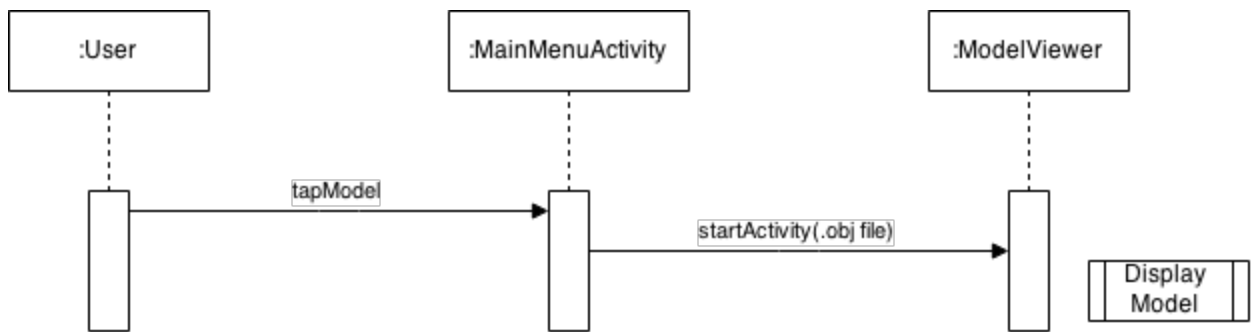 :User
:MainMenuActivity
:ModelViewer
tapModel
startActivity(.obj file)
Display
Model